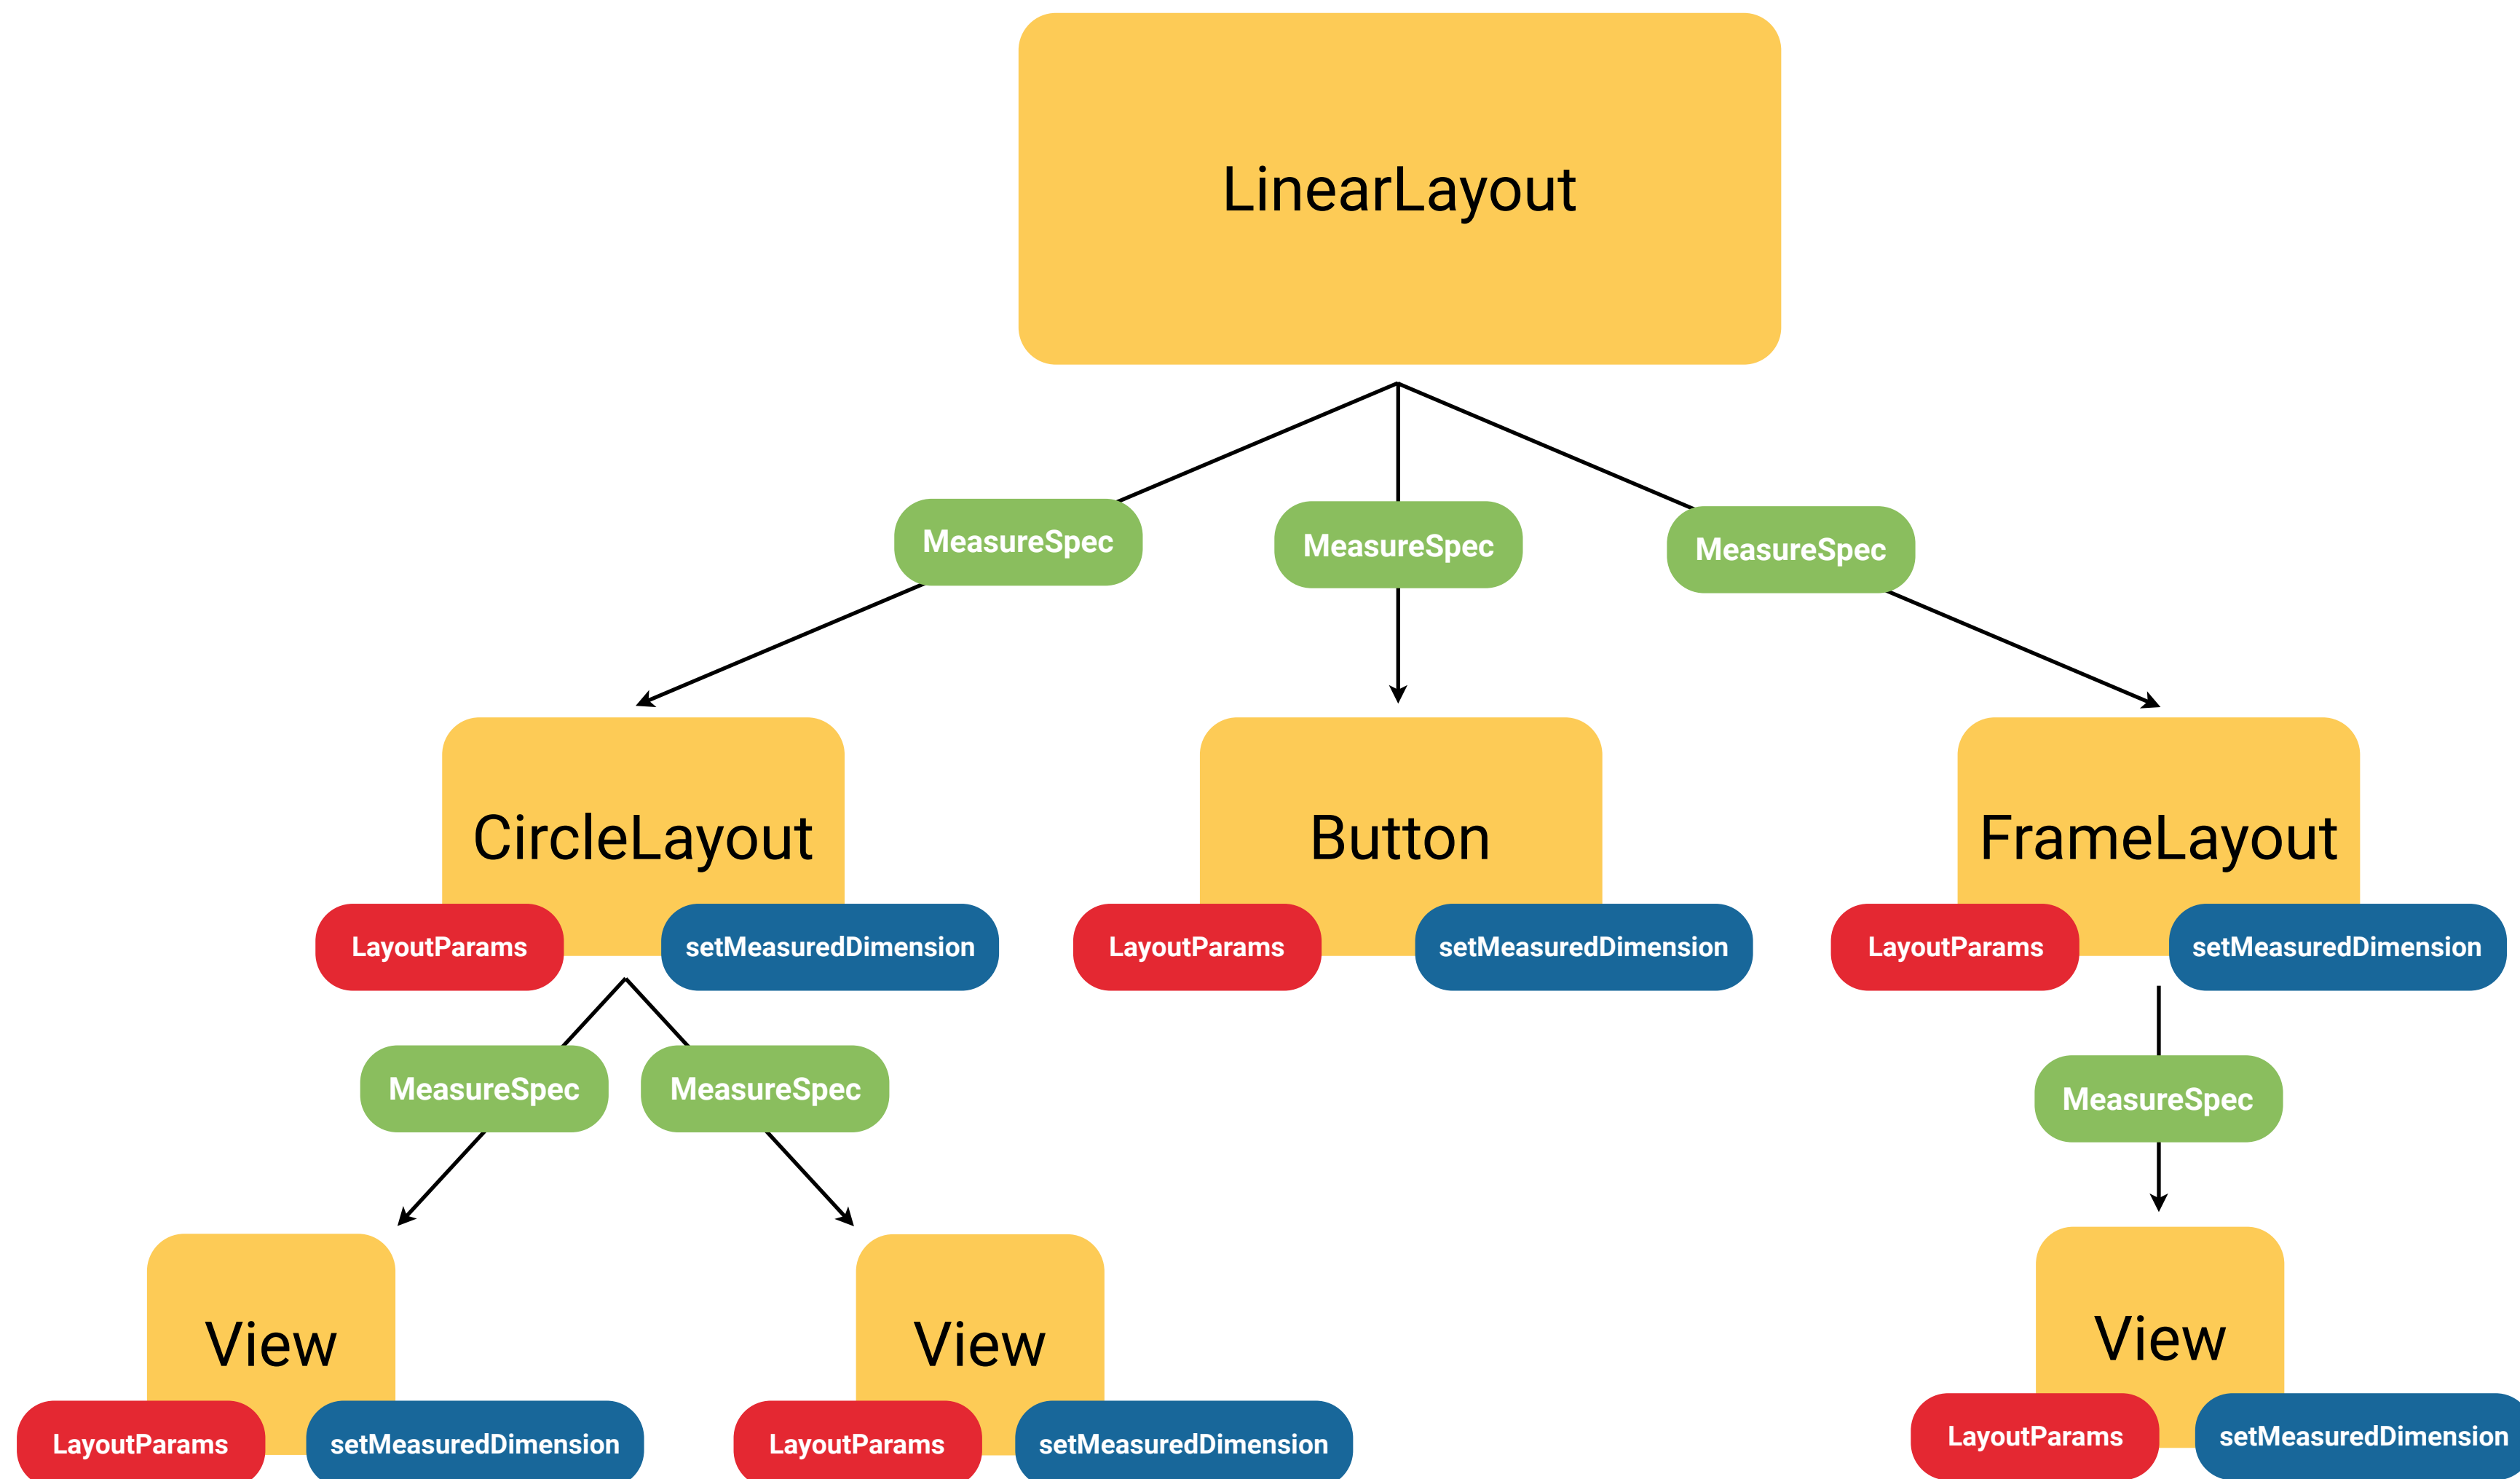 LinearLayout
MeasureSpec
MeasureSpec
MeasureSpec
CircleLayout
Button
FrameLayout
LayoutParams
setMeasuredDimension
LayoutParams
setMeasuredDimension
LayoutParams
setMeasuredDimension
MeasureSpec
MeasureSpec
MeasureSpec
View
View
View
LayoutParams
setMeasuredDimension
LayoutParams
setMeasuredDimension
LayoutParams
setMeasuredDimension